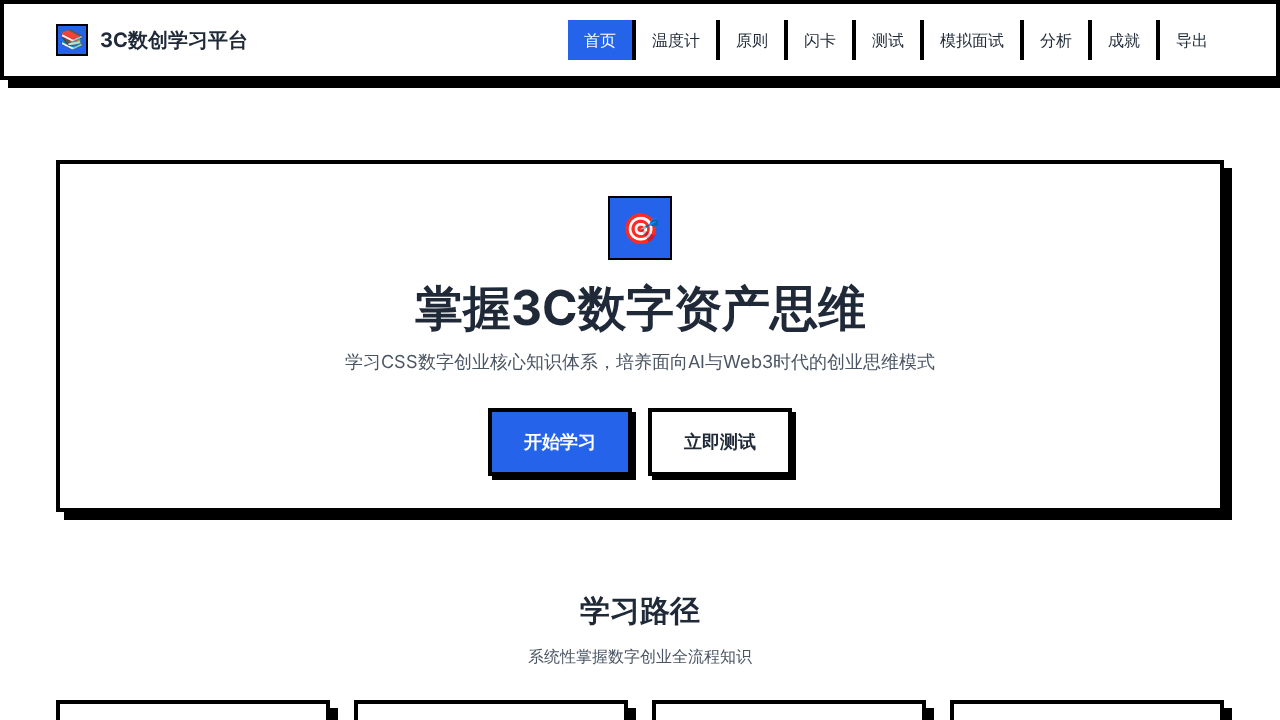 3C数创学习平台
首页
温度计
原则
闪卡
测试
模拟面试
分析
成就
导出
掌握3C数字资产思维
学习CSS数字创业核心知识体系，培养面向AI与Web3时代的创业思维模式
开始学习
立即测试
学习路径
系统性掌握数字创业全流程知识